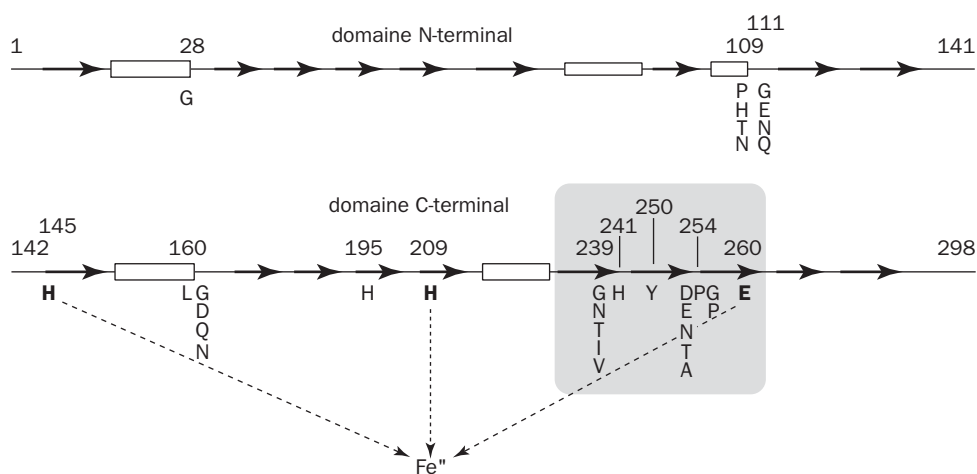 111
1 28 domaine N-terminal 109 141
G P G
H E
T N
N Q
domaine C-terminal 250
145 241
142 160 195 209 239 254 260 298
H L G H H G H Y D P G E
D N E P
Q T N
N I T
V A
Fe"